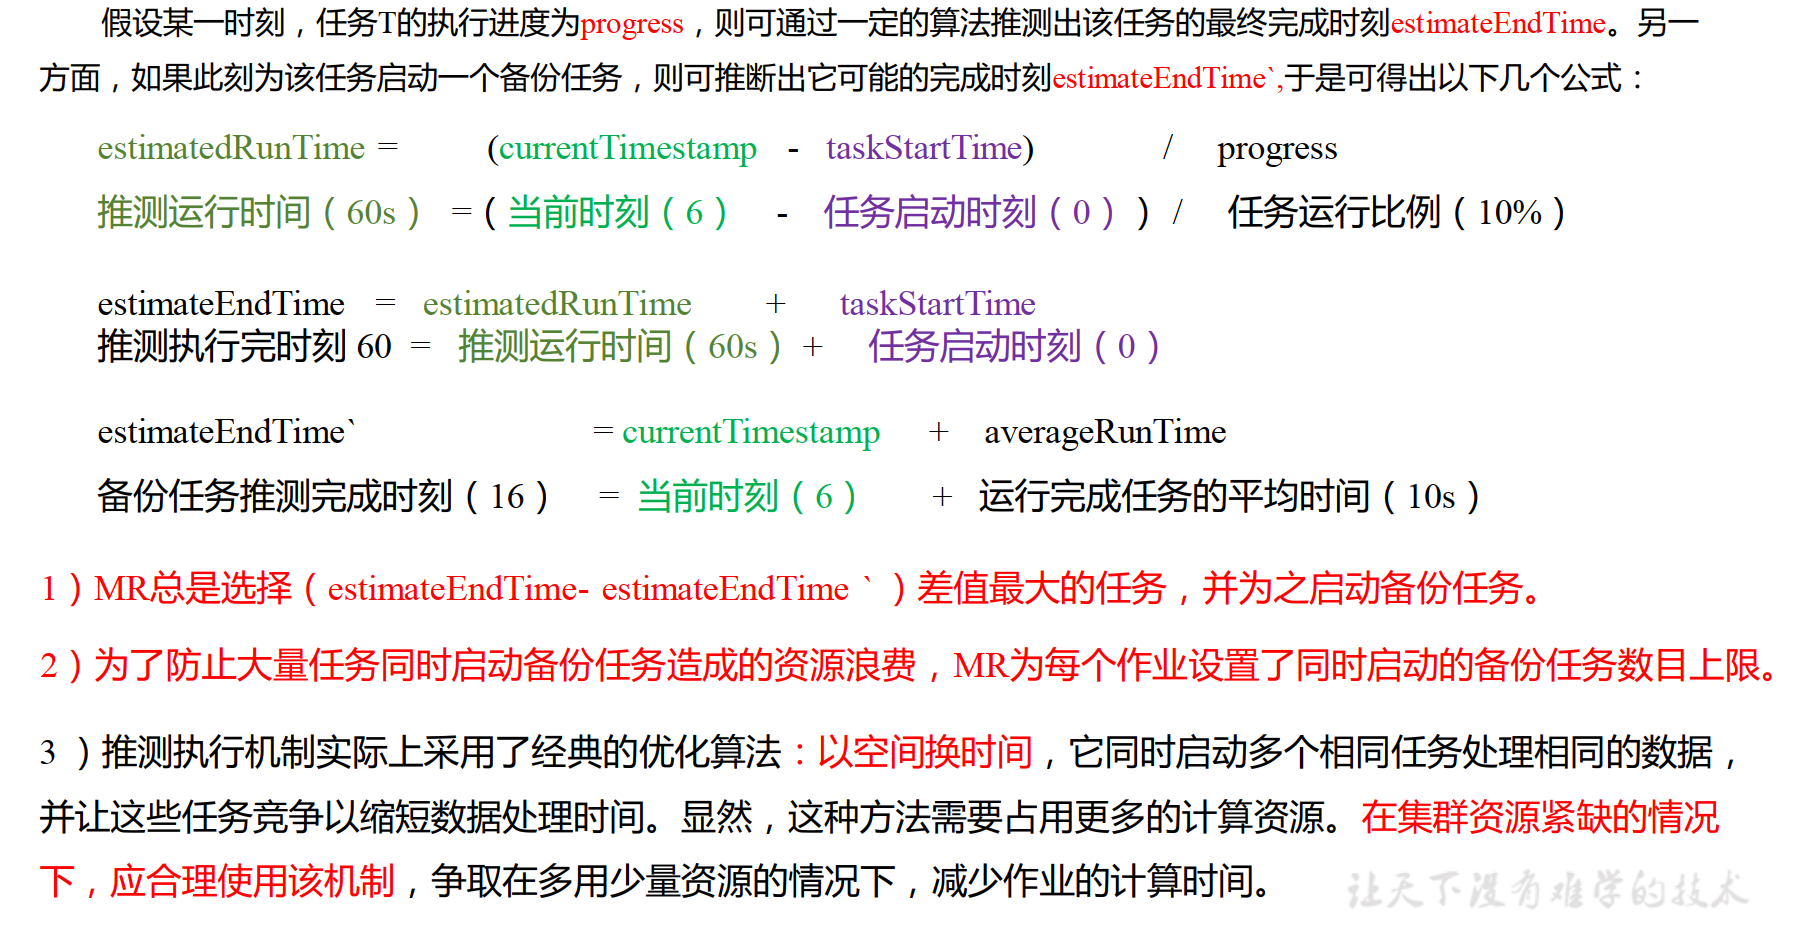 假设某一时刻，任务T的执行进度为progress，则可通过一定的算法推测出该任务的最终完成时刻estimateEndTime。另一
方面，如果此刻为该任务启动一个备份任务，则可推断出它可能的完成时刻estimateEndTime`,于是可得出以下几个公式：
estimatedRunTime = (currentTimestamp - taskStartTime) / progress
推测运行时间（60s） =（当前时刻（6） - 任务启动时刻（0）） / 任务运行比例（10%）
estimateEndTime = estimatedRunTime + taskStartTime
推测执行完时刻 60 = 推测运行时间（60s）+ 任务启动时刻（0）
estimateEndTime` = currentTimestamp + averageRunTime
备份任务推测完成时刻（16） = 当前时刻（6） + 运行完成任务的平均时间（10s）
1）MR总是选择（estimateEndTime- estimateEndTime `）差值最大的任务，并为之启动备份任务。
2）为了防止大量任务同时启动备份任务造成的资源浪费，MR为每个作业设置了同时启动的备份任务数目上限。
3 ）推测执行机制实际上采用了经典的优化算法：以空间换时间，它同时启动多个相同任务处理相同的数据，
并让这些任务竞争以缩短数据处理时间。显然，这种方法需要占用更多的计算资源。在集群资源紧缺的情况
下，应合理使用该机制，争取在多用少量资源的情况下，减少作业的计算时间。
让天下没有难学的技术